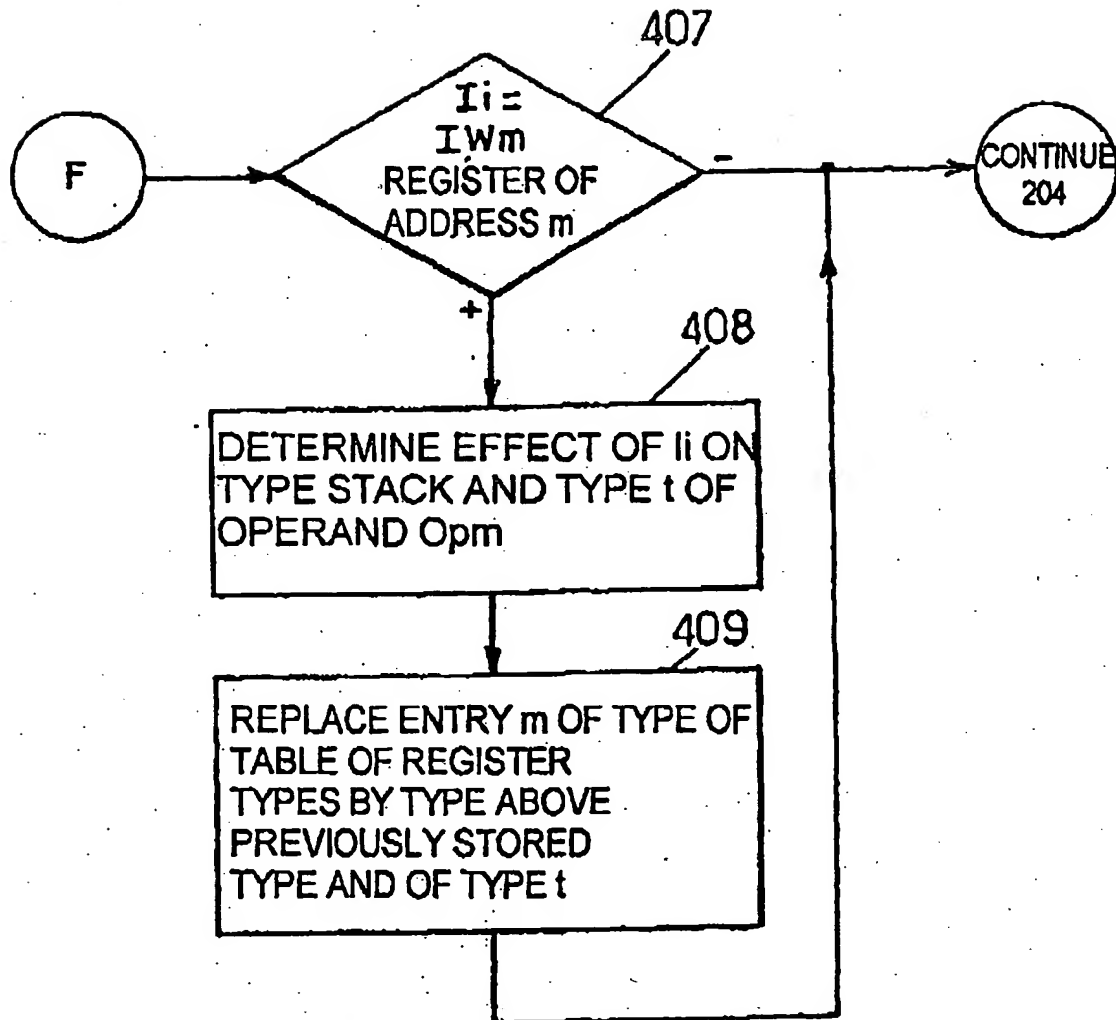 407
Ii =
I,Wm
REGISTER OF
ADDRESS m
F
-
CONTINUE
204
+
408
DETERMINE EFFECT OF Ii ON
TYPE STACK AND TYPE t OF
OPERAND Opm
409
REPLACE ENTRY m OF TYPE OF
TABLE OF REGISTER
TYPES BY TYPE ABOVE
PREVIOUSLY STORED
TYPE AND OF TYPE t